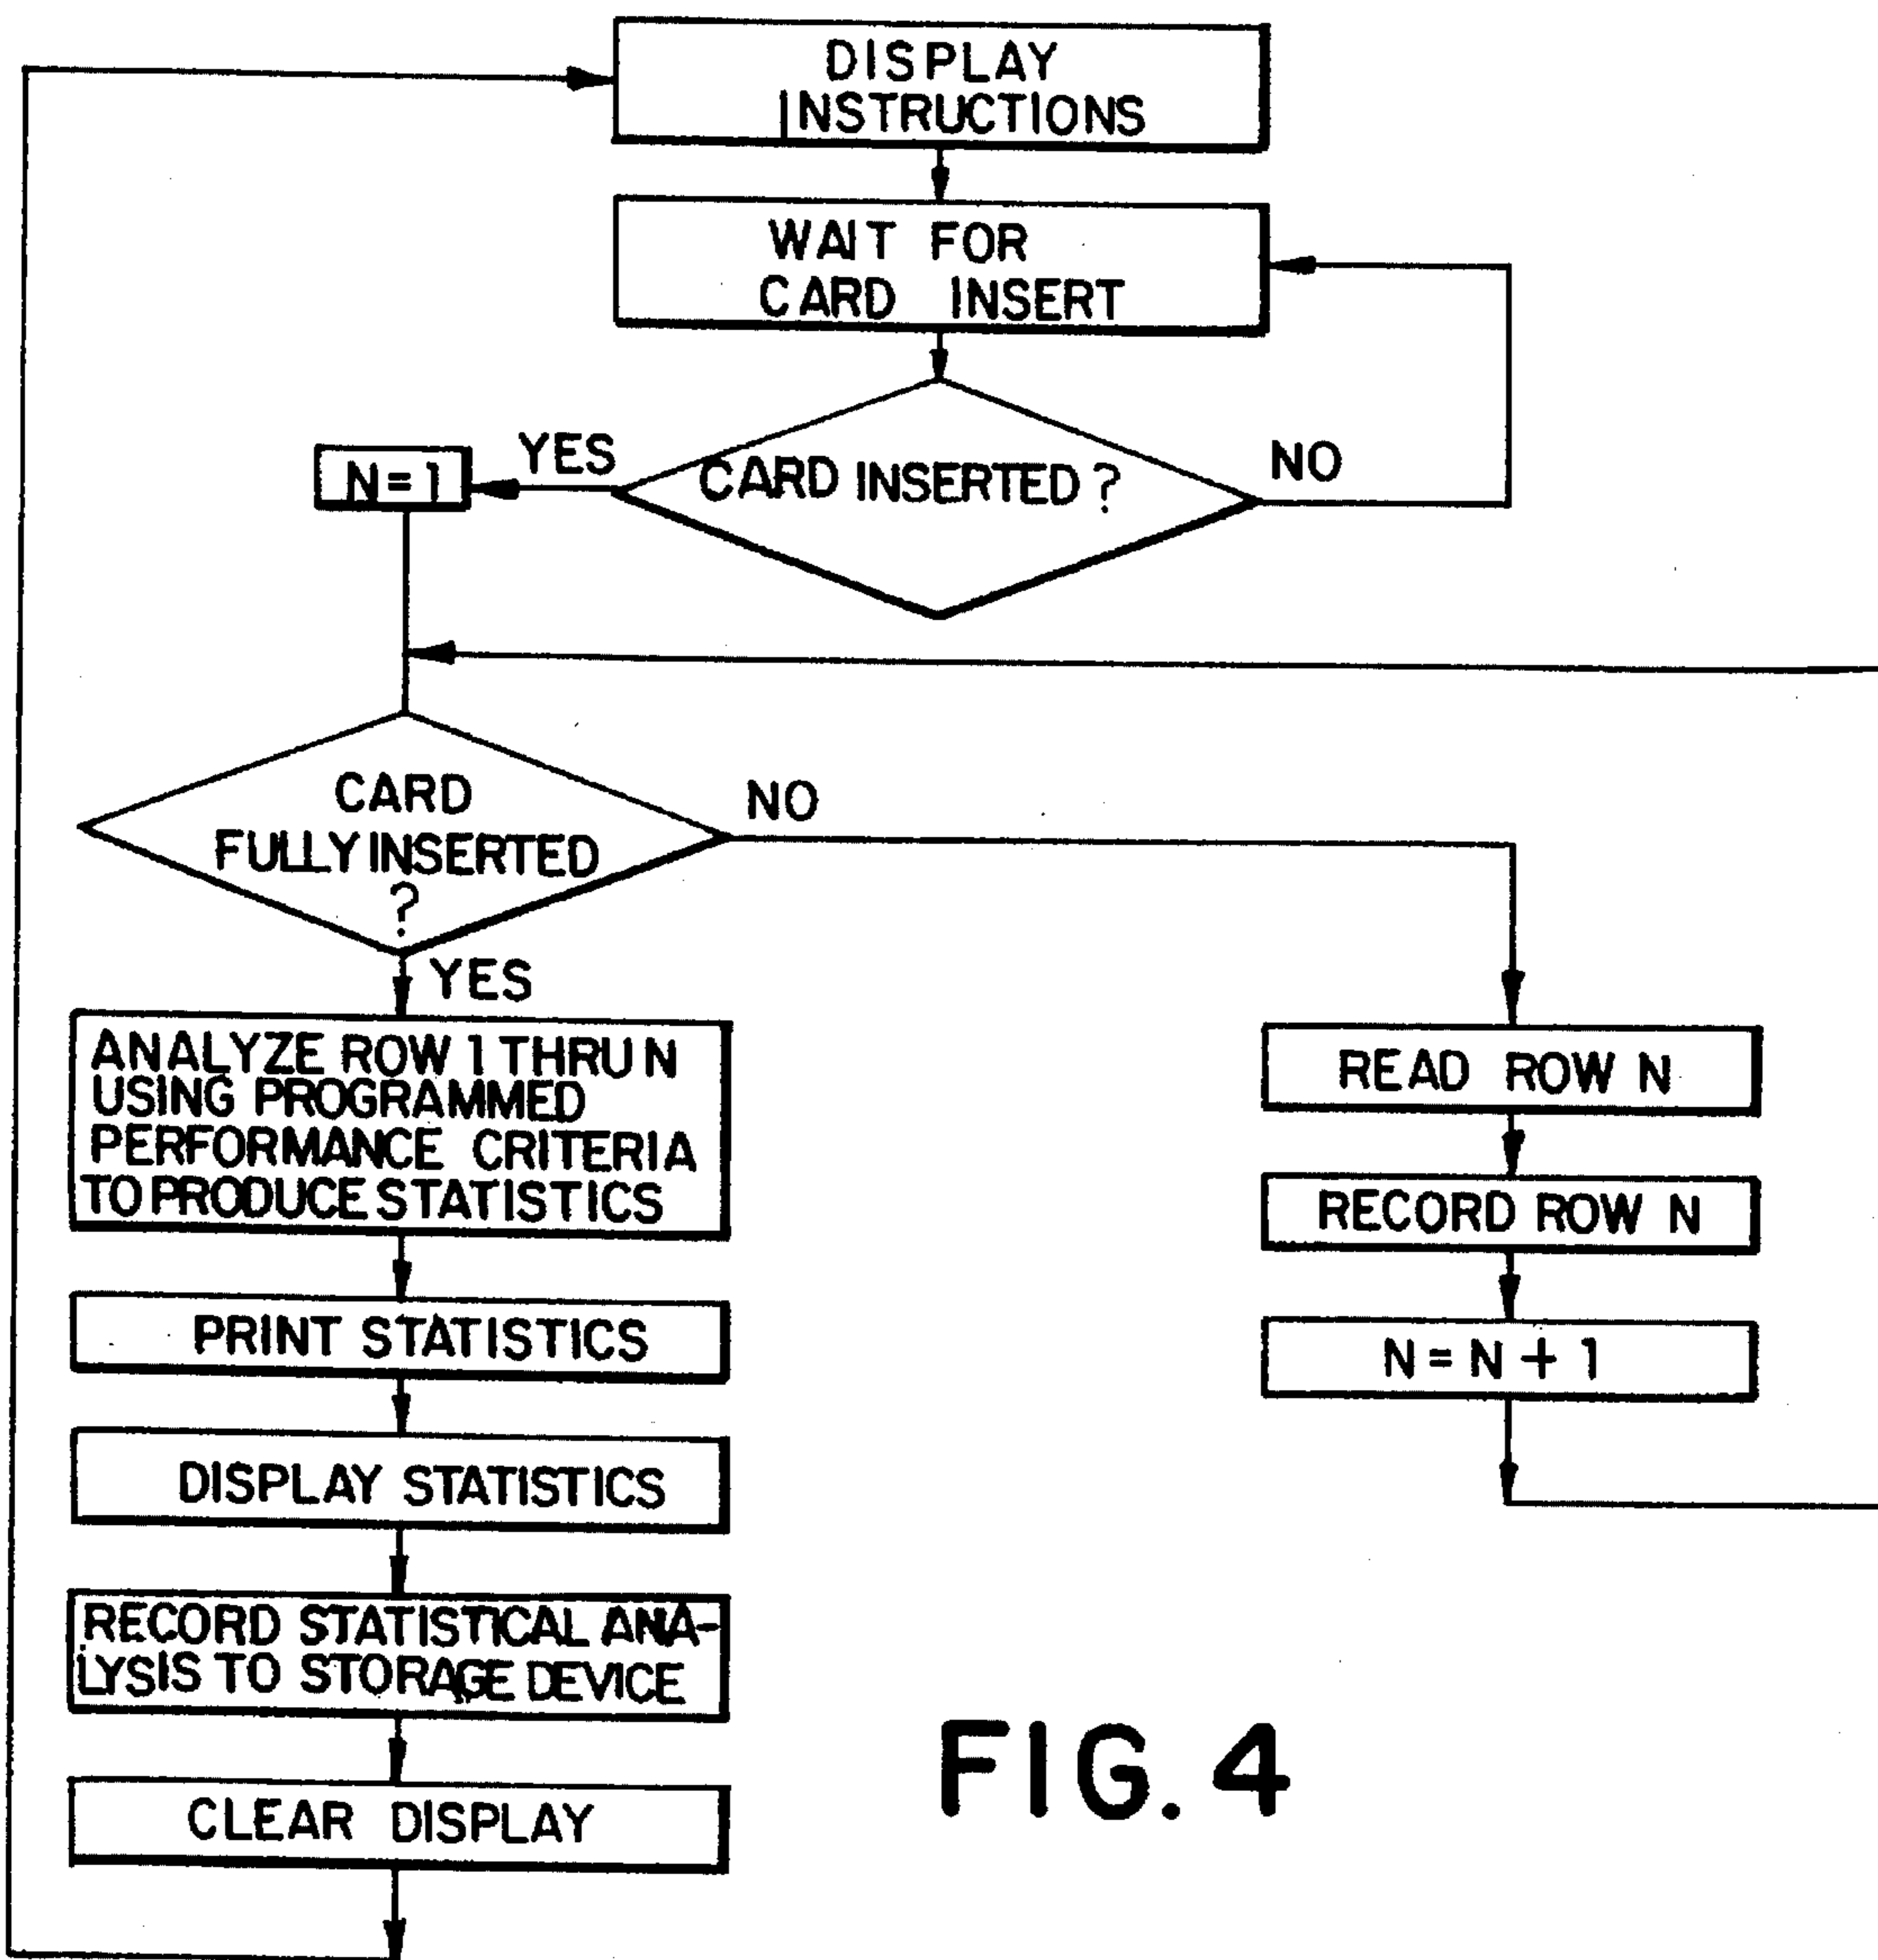 DISPLAY
INSTRUCTIONS
WAIT FOR
CARD INSERT
CARD INSERTED?
YES
NO
N=1
CARD
FULLY INSERTED
?
NO
YES
ANALYZE ROW 1 THRU N
USING PROGRAMMED
PERFORMANCE CRITERIA
TO PRODUCE STATISTICS
PRINT STATISTICS
DISPLAY STATISTICS
RECORD STATISTICAL ANA-
LYSIS TO STORAGE DEVICE
CLEAR DISPLAY
READ ROW N
RECORD ROW N
N = N + 1
FIG. 4